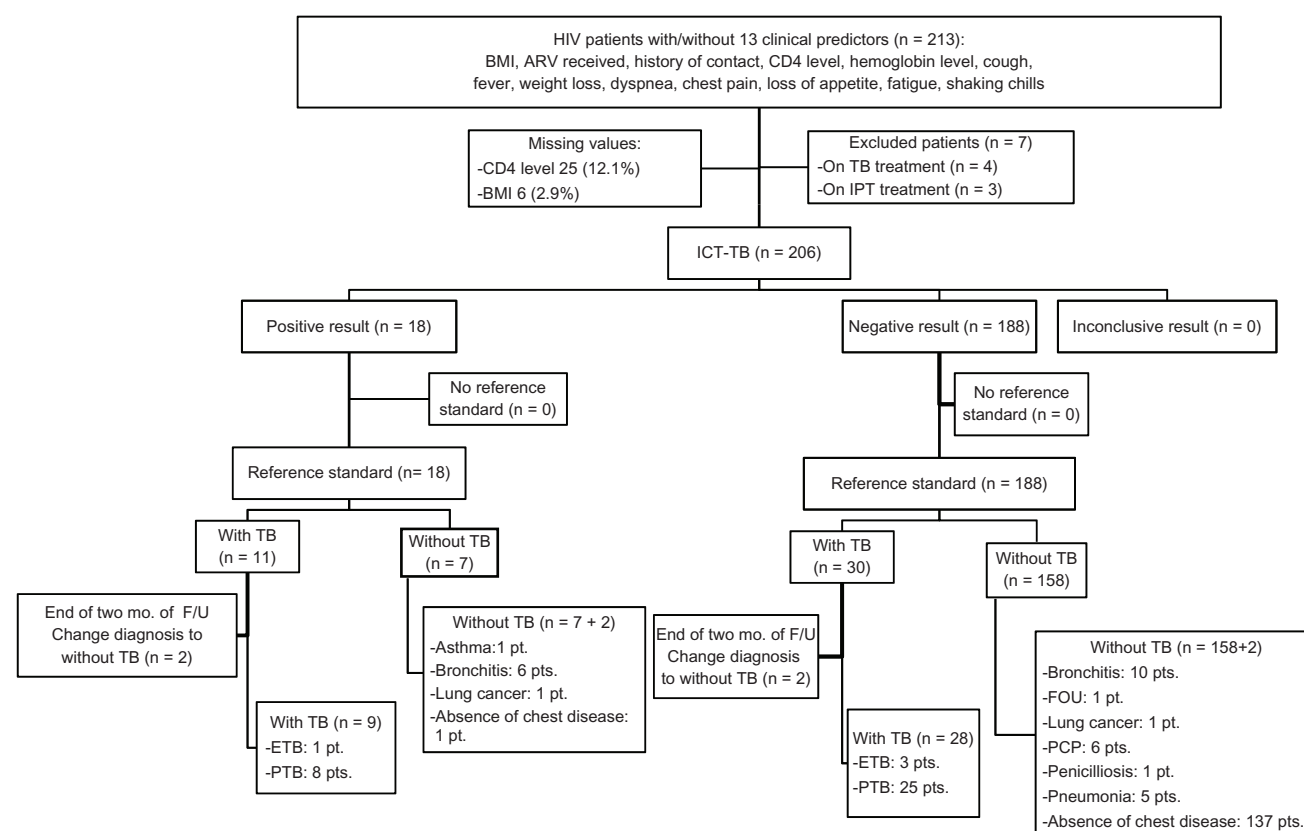 HIV patients with/without 13 clinical predictors (n = 213):
BMI, ARV received, history of contact, CD4 level, hemoglobin level, cough,
fever, weight loss, dyspnea, chest pain, loss of appetite, fatigue, shaking chills
Missing values:
-CD4 level 25 (12.1%)
-BMI 6 (2.9%)
Excluded patients (n = 7)
-On TB treatment (n = 4)
-On IPT treatment (n = 3)
ICT-TB (n = 206)
Positive result (n = 18)
Negative result (n = 188)
Inconclusive result (n = 0)
No reference
standard (n = 0)
No reference
standard (n = 0)
Reference standard (n= 18)
Reference standard (n = 188)
With TB
(n = 11)
Without TB
(n = 7)
With TB
(n = 30)
Without TB
(n = 158)
End of two mo. of F/U
Change diagnosis to
without TB (n = 2)
Without TB (n = 7 + 2)
-Asthma:1 pt.
-Bronchitis: 6 pts.
-Lung cancer: 1 pt.
-Absence of chest disease:
1 pt.
End of two mo. of F/U
Change diagnosis
to without TB (n = 2)
Without TB (n = 158+2)
-Bronchitis: 10 pts.
-FOU: 1 pt.
-Lung cancer: 1 pt.
-PCP: 6 pts.
-Penicilliosis: 1 pt.
-Pneumonia: 5 pts.
-Absence of chest disease: 137 pts.
With TB (n = 9)
-ETB: 1 pt.
-PTB: 8 pts.
With TB (n = 28)
-ETB: 3 pts.
-PTB: 25 pts.